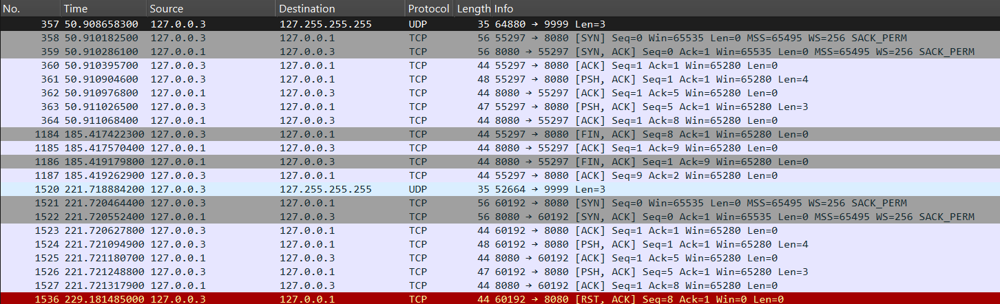 No. Time Source Destination Protocol Length Info
357 50.908658300 127.0.0.3 127.255.255.255 UDP 35 64880 → 9999 Len=3
358 50.910182500 127.0.0.3 127.0.0.1 TCP 56 55297 → 8080 [SYN] Seq=0 Win=65535 Len=0 MSS=65495 WS=256 SACK_PERM
359 50.910286100 127.0.0.1 127.0.0.3 TCP 56 8080 → 55297 [SYN, ACK] Seq=0 Ack=1 Win=65535 Len=0 MSS=65495 WS=256 SACK_PERM
360 50.910395700 127.0.0.3 127.0.0.1 TCP 44 55297 → 8080 [ACK] Seq=1 Ack=1 Win=65280 Len=0
361 50.910904600 127.0.0.3 127.0.0.1 TCP 48 55297 → 8080 [PSH, ACK] Seq=1 Ack=1 Win=65280 Len=4
362 50.910976800 127.0.0.1 127.0.0.3 TCP 44 8080 → 55297 [ACK] Seq=1 Ack=5 Win=65280 Len=0
363 50.911026500 127.0.0.3 127.0.0.1 TCP 47 55297 → 8080 [PSH, ACK] Seq=5 Ack=1 Win=65280 Len=3
364 50.911068400 127.0.0.1 127.0.0.3 TCP 44 8080 → 55297 [ACK] Seq=1 Ack=8 Win=65280 Len=0
1184 185.417422300 127.0.0.3 127.0.0.1 TCP 44 55297 → 8080 [FIN, ACK] Seq=8 Ack=1 Win=65280 Len=0
1185 185.417570400 127.0.0.1 127.0.0.3 TCP 44 8080 → 55297 [ACK] Seq=1 Ack=9 Win=65280 Len=0
1186 185.419179800 127.0.0.1 127.0.0.3 TCP 44 8080 → 55297 [FIN, ACK] Seq=1 Ack=9 Win=65280 Len=0
1187 185.419262900 127.0.0.3 127.0.0.1 TCP 44 55297 → 8080 [ACK] Seq=9 Ack=2 Win=65280 Len=0
1520 221.718884200 127.0.0.3 127.255.255.255 UDP 35 52664 → 9999 Len=3
1521 221.720464400 127.0.0.3 127.0.0.1 TCP 56 60192 → 8080 [SYN] Seq=0 Win=65535 Len=0 MSS=65495 WS=256 SACK_PERM
1522 221.720552400 127.0.0.1 127.0.0.3 TCP 56 8080 → 60192 [SYN, ACK] Seq=0 Ack=1 Win=65535 Len=0 MSS=65495 WS=256 SACK_PERM
1523 221.720627800 127.0.0.3 127.0.0.1 TCP 44 60192 → 8080 [ACK] Seq=1 Ack=1 Win=65280 Len=0
1524 221.721094900 127.0.0.3 127.0.0.1 TCP 48 60192 → 8080 [PSH, ACK] Seq=1 Ack=1 Win=65280 Len=4
1525 221.721180700 127.0.0.1 127.0.0.3 TCP 44 8080 → 60192 [ACK] Seq=1 Ack=5 Win=65280 Len=0
1526 221.721248800 127.0.0.3 127.0.0.1 TCP 47 60192 → 8080 [PSH, ACK] Seq=5 Ack=1 Win=65280 Len=3
1527 221.721317900 127.0.0.1 127.0.0.3 TCP 44 8080 → 60192 [ACK] Seq=1 Ack=8 Win=65280 Len=0
1536 229.181485000 127.0.0.3 127.0.0.1 TCP 44 60192 → 8080 [RST, ACK] Seq=8 Ack=1 Win=0 Len=0